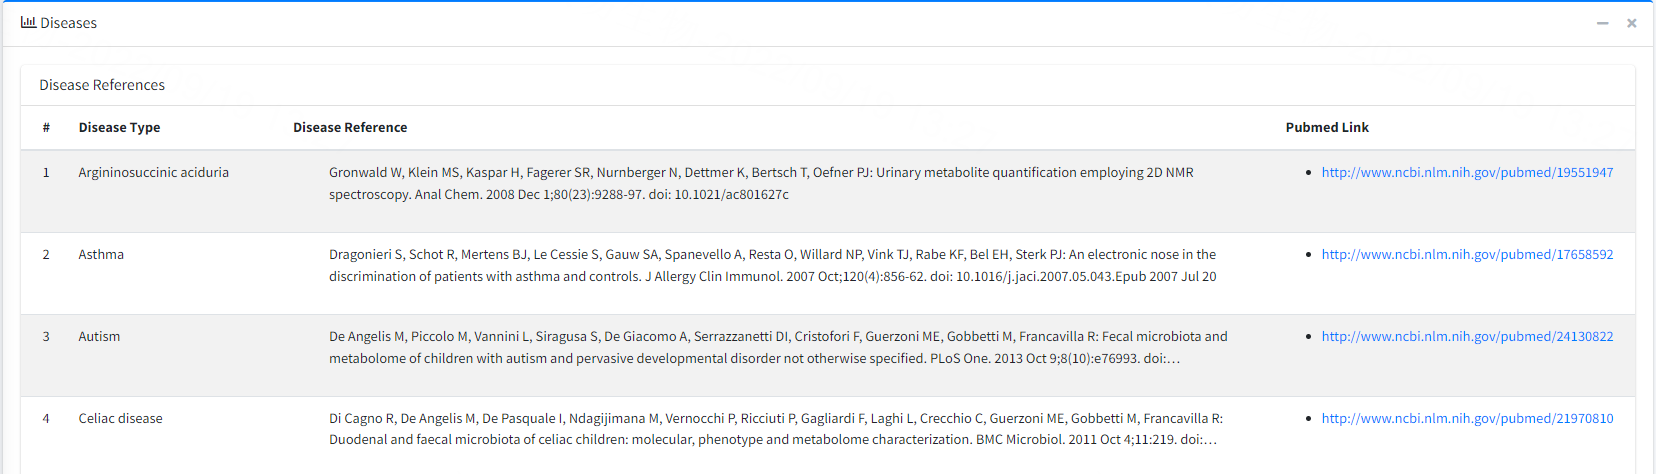 Diseases
Disease References
# Disease Type Disease Reference Pubmed Link
1 Argininosuccinic aciduria Gronwald W, Klein MS, Kaspar H, Fagerer SR, Nurnberger N, Dettmer K, Bertsch T, Oefner PJ: Urinary metabolite quantification employing 2D NMR • http://www.ncbi.nlm.nih.gov/pubmed/19551947
spectroscopy. Anal Chem. 2008 Dec 1;80(23):9288-97. doi: 10.1021/ac801627c
2 Asthma Dragonieri S, Schot R, Mertens BJ, Le Cessie S, Gauw SA, Spanevello A, Resta O, Willard NP, Vink TJ, Rabe KF, Bel EH, Sterk PJ: An electronic nose in the • http://www.ncbi.nlm.nih.gov/pubmed/17658592
discrimination of patients with asthma and controls. J Allergy Clin Immunol. 2007 Oct;120(4):856-62. doi: 10.1016/j.jaci.2007.05.043.Epub 2007 Jul 20
3 Autism De Angelis M, Piccolo M, Vannini L, Siragusa S, De Giacomo A, Serrazzanetti DI, Cristofori F, Guerzoni ME, Gobbetti M, Francavilla R: Fecal microbiota and • http://www.ncbi.nlm.nih.gov/pubmed/24130822
metabolome of children with autism and pervasive developmental disorder not otherwise specified. PLoS One. 2013 Oct 9;8(10):e76993. doi:…
4 Celiac disease Di Cagno R, De Angelis M, De Pasquale I, Ndagijimana M, Vernocchi P, Ricciuti P, Gagliardi F, Laghi L, Crecchio C, Guerzoni ME, Gobbetti M, Francavilla R: • http://www.ncbi.nlm.nih.gov/pubmed/21970810
Duodenal and faecal microbiota of celiac children: molecular, phenotype and metabolome characterization. BMC Microbiol. 2011 Oct 4;11:219. doi:…